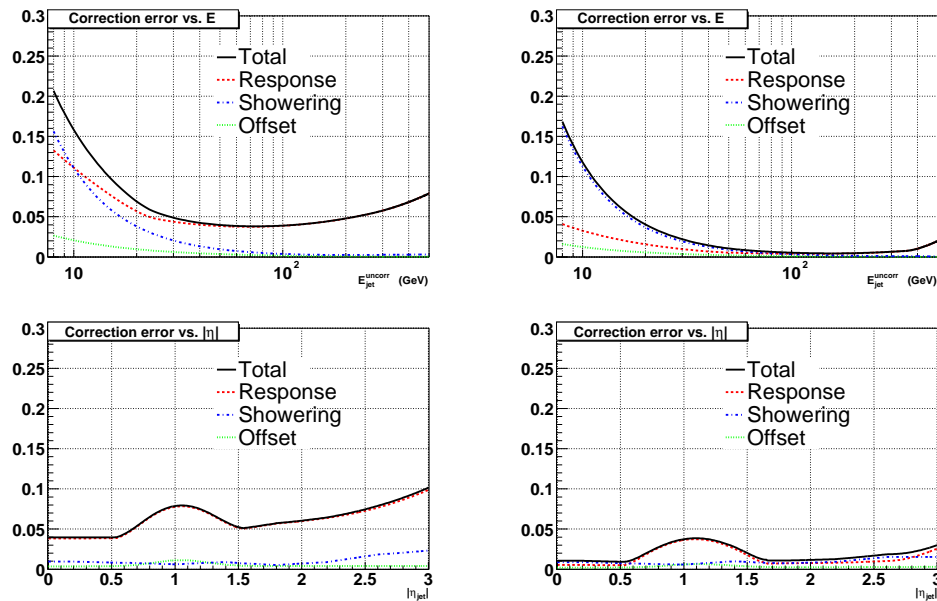 Correction error vs. E
0.3
0.25
0.2
0.15
0.1
0.05
0
Total
Response
Showering
Offset
10
10²
E_jet^uncorr (GeV)
Correction error vs. E
0.3
0.25
0.2
0.15
0.1
0.05
0
Total
Response
Showering
Offset
10
10²
E_jet^uncorr (GeV)
Correction error vs. |η|
0.3
0.25
0.2
0.15
0.1
0.05
0
Total
Response
Showering
Offset
0 0.5 1 1.5 2 2.5 3
|η_jet|
Correction error vs. |η|
0.3
0.25
0.2
0.15
0.1
0.05
0
Total
Response
Showering
Offset
0 0.5 1 1.5 2 2.5 3
|η_jet|